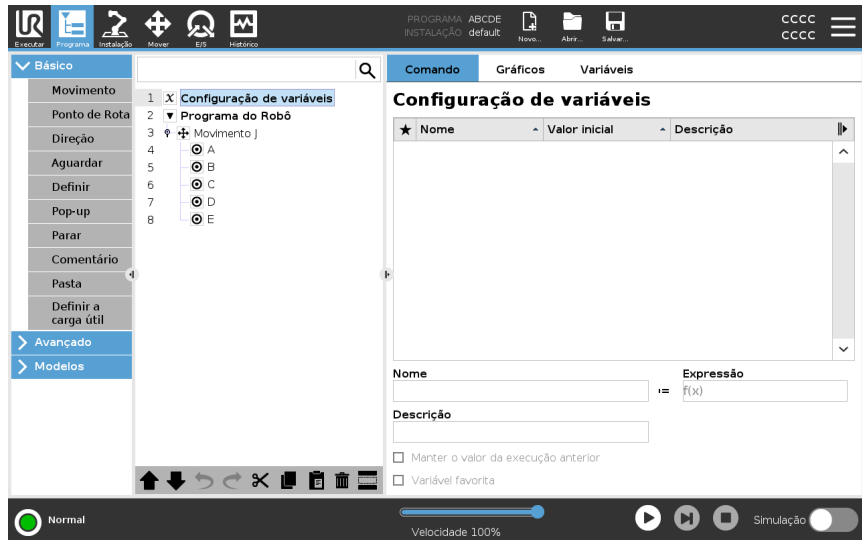 UR
Executar Programa Instalação Mover E/S Histórico
PROGRAMA ABCDE
INSTALAÇÃO default
Novo... Abrir... Salvar...
CCCC
CCCC
Básico
Movimento
Ponto de Rota
Direção
Aguardar
Definir
Pop-up
Parar
Comentário
Pasta
Definir a
carga útil
Avançado
Modelos
1 X Configuração de variáveis
2 Programa do Robô
3 Movimento J
4 A
5 B
6 C
7 D
8 E
Comando Gráficos Variáveis
Configuração de variáveis
Nome Valor inicial Descrição
Nome Expressão
:= f(x)
Descrição
Manter o valor da execução anterior
Variável favorita
Normal
Velocidade 100%
Simulação